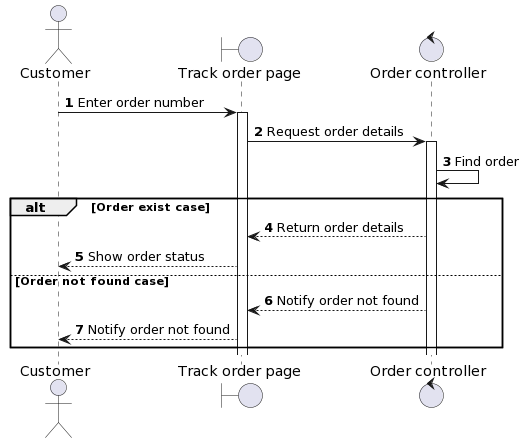 Customer
Track order page
Order controller
1 Enter order number
2 Request order details
3 Find order
alt [Order exist case]
4 Return order details
5 Show order status
[Order not found case]
6 Notify order not found
7 Notify order not found
Customer
Track order page
Order controller